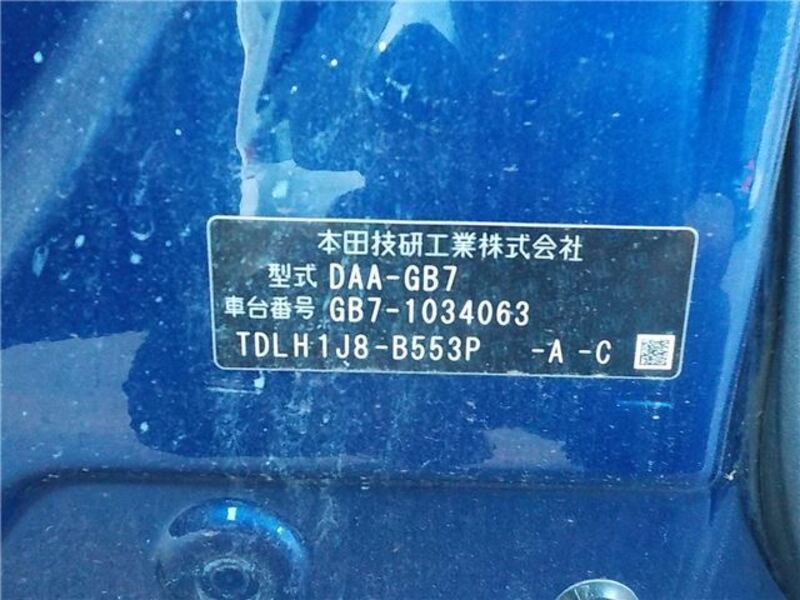 本田技研工業株式会社
型式 DAA-GB7
車台番号 GB7-1034063
TDLH1J8-B553P -A -C